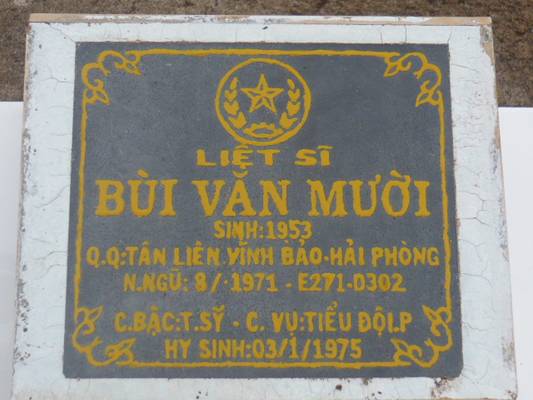 LIỆT SĨ
BÙI VĂN MƯỜI
SINH:1953
Q.Q:TÂN LIÊN.VĨNH BẢO-HẢI PHÒNG
N.NGŨ: 8/·1971 - E271-D302
C.BẬC:T.SỸ - C. VỤ:TIỂU ĐỘI.P
HY SINH:03/1/1975